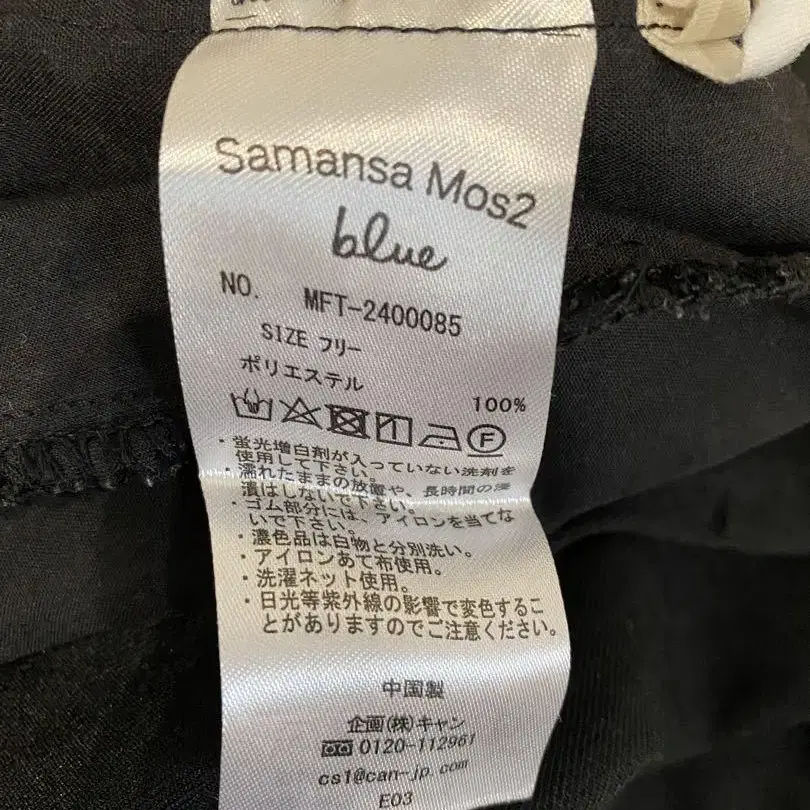 Samansa Mos2
blue
NO. MFT-2400085
SIZE フリー
ポリエステル
100%
F
・蛍光増白剤が入っていない洗剤を
使用して下さい。
・濡れたままの放置や、長時間の浸
漬はしないで下さい。
・ゴム部分には、アイロンを当てな
いで下さい。
・濃色品は白物と分別洗い。
・アイロンあて布使用。
・洗濯ネット使用。
・日光等紫外線の影響で変色するこ
とがありますのでご注意ください。
中国製
企画(株)キャン
0120-112961
cs1@can-jp.com
E03